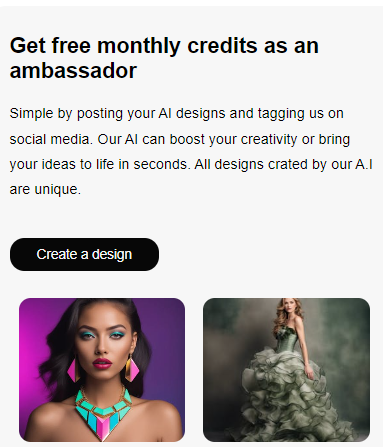 Get free monthly credits as an
ambassador
Simple by posting your AI designs and tagging us on
social media. Our AI can boost your creativity or bring
your ideas to life in seconds. All designs crated by our A.I
are unique.
Create a design